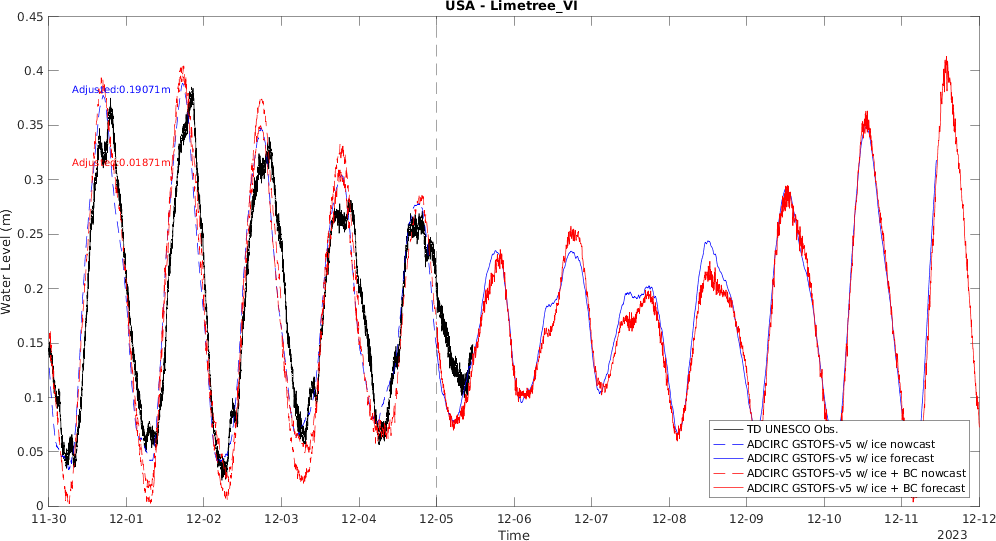 USA - Limetree_VI
0.45
0.4
0.35
0.3
0.25
0.2
0.15
0.1
0.05
0
Water Level (m)
Adjusted:0.19071m
Adjusted:0.01871m
TD UNESCO Obs.
ADCIRC GSTOFS-v5 w/ ice nowcast
ADCIRC GSTOFS-v5 w/ ice forecast
ADCIRC GSTOFS-v5 w/ ice + BC nowcast
ADCIRC GSTOFS-v5 w/ ice + BC forecast
11-30 12-01 12-02 12-03 12-04 12-05 12-06 12-07 12-08 12-09 12-10 12-11 12-12
Time
2023